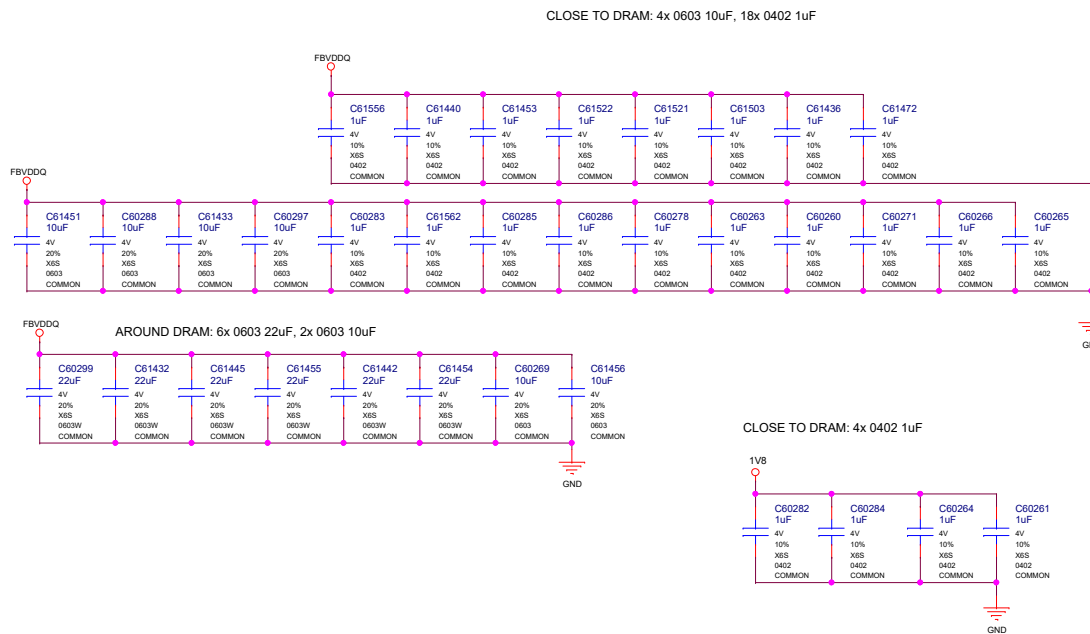 CLOSE TO DRAM: 4x 0603 10uF, 18x 0402 1uF
FBVDDQ
C61556 C61440 C61453 C61522 C61521 C61503 C61436 C61472
1uF 1uF 1uF 1uF 1uF 1uF 1uF 1uF
4V 4V 4V 4V 4V 4V 4V 4V
10% 10% 10% 10% 10% 10% 10% 10%
X6S X6S X6S X6S X6S X6S X6S X6S
0402 0402 0402 0402 0402 0402 0402 0402
COMMON COMMON COMMON COMMON COMMON COMMON COMMON COMMON
FBVDDQ
C61451 C60288 C61433 C60297 C60283 C61562 C60285 C60286 C60278 C60263 C60260 C60271 C60266 C60265
10uF 10uF 10uF 10uF 1uF 1uF 1uF 1uF 1uF 1uF 1uF 1uF 1uF 1uF
4V 4V 4V 4V 4V 4V 4V 4V 4V 4V 4V 4V 4V 4V
20% 20% 20% 20% 10% 10% 10% 10% 10% 10% 10% 10% 10% 10%
X6S X6S X6S X6S X6S X6S X6S X6S X6S X6S X6S X6S X6S X6S
0603 0603 0603 0603 0402 0402 0402 0402 0402 0402 0402 0402 0402 0402
COMMON COMMON COMMON COMMON COMMON COMMON COMMON COMMON COMMON COMMON COMMON COMMON COMMON COMMON
FBVDDQ
AROUND DRAM: 6x 0603 22uF, 2x 0603 10uF
C60299 C61432 C61445 C61455 C61442 C61454 C60269 C61456
22uF 22uF 22uF 22uF 22uF 22uF 10uF 10uF
4V 4V 4V 4V 4V 4V 4V 4V
20% 20% 20% 20% 20% 20% 20% 20%
X6S X6S X6S X6S X6S X6S X6S X6S
0603W 0603W 0603W 0603W 0603W 0603W 0603 0603
COMMON COMMON COMMON COMMON COMMON COMMON COMMON COMMON
GND
CLOSE TO DRAM: 4x 0402 1uF
1V8
C60282 C60284 C60264 C60261
1uF 1uF 1uF 1uF
4V 4V 4V 4V
10% 10% 10% 10%
X6S X6S X6S X6S
0402 0402 0402 0402
COMMON COMMON COMMON COMMON
GND